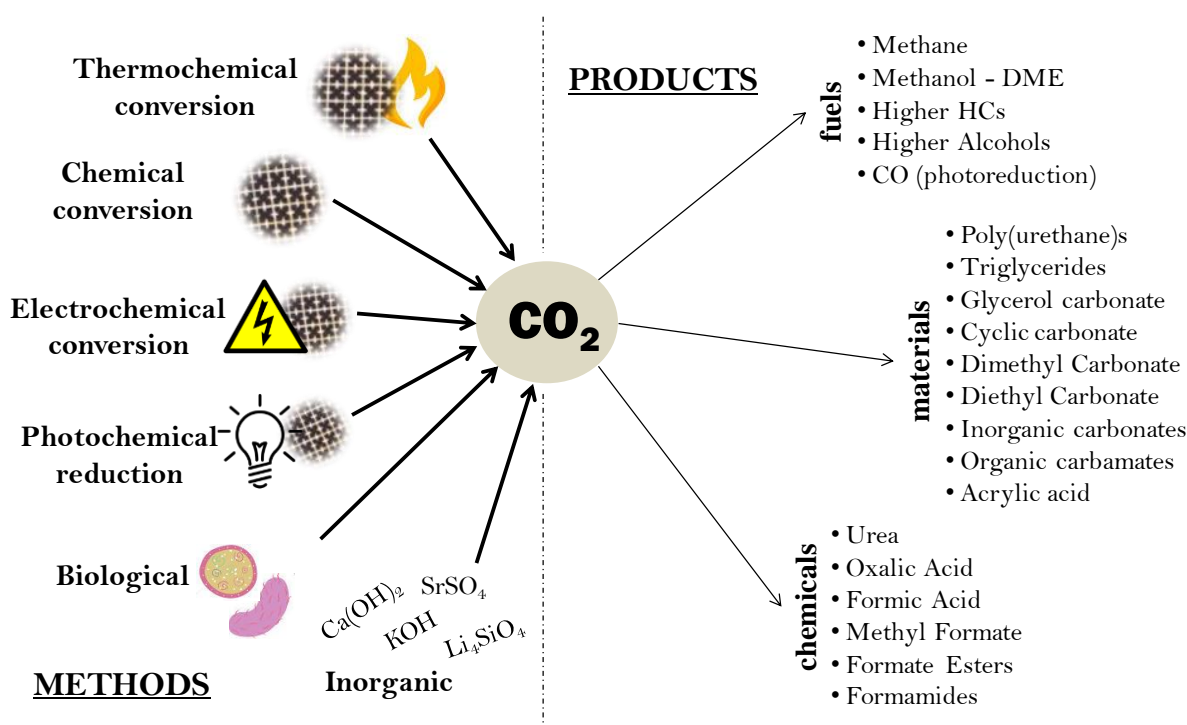 Thermochemical
conversion
Chemical
conversion
Electrochemical
conversion
Photochemical
reduction
Biological
Ca(OH)₂
SrSO₄
KOH
Li₄SiO₄
Inorganic
METHODS
CO₂
PRODUCTS
fuels
• Methane
• Methanol - DME
• Higher HCs
• Higher Alcohols
• CO (photoreduction)
materials
• Poly(urethane)s
• Triglycerides
• Glycerol carbonate
• Cyclic carbonate
• Dimethyl Carbonate
• Diethyl Carbonate
• Inorganic carbonates
• Organic carbamates
• Acrylic acid
chemicals
• Urea
• Oxalic Acid
• Formic Acid
• Methyl Formate
• Formate Esters
• Formamides